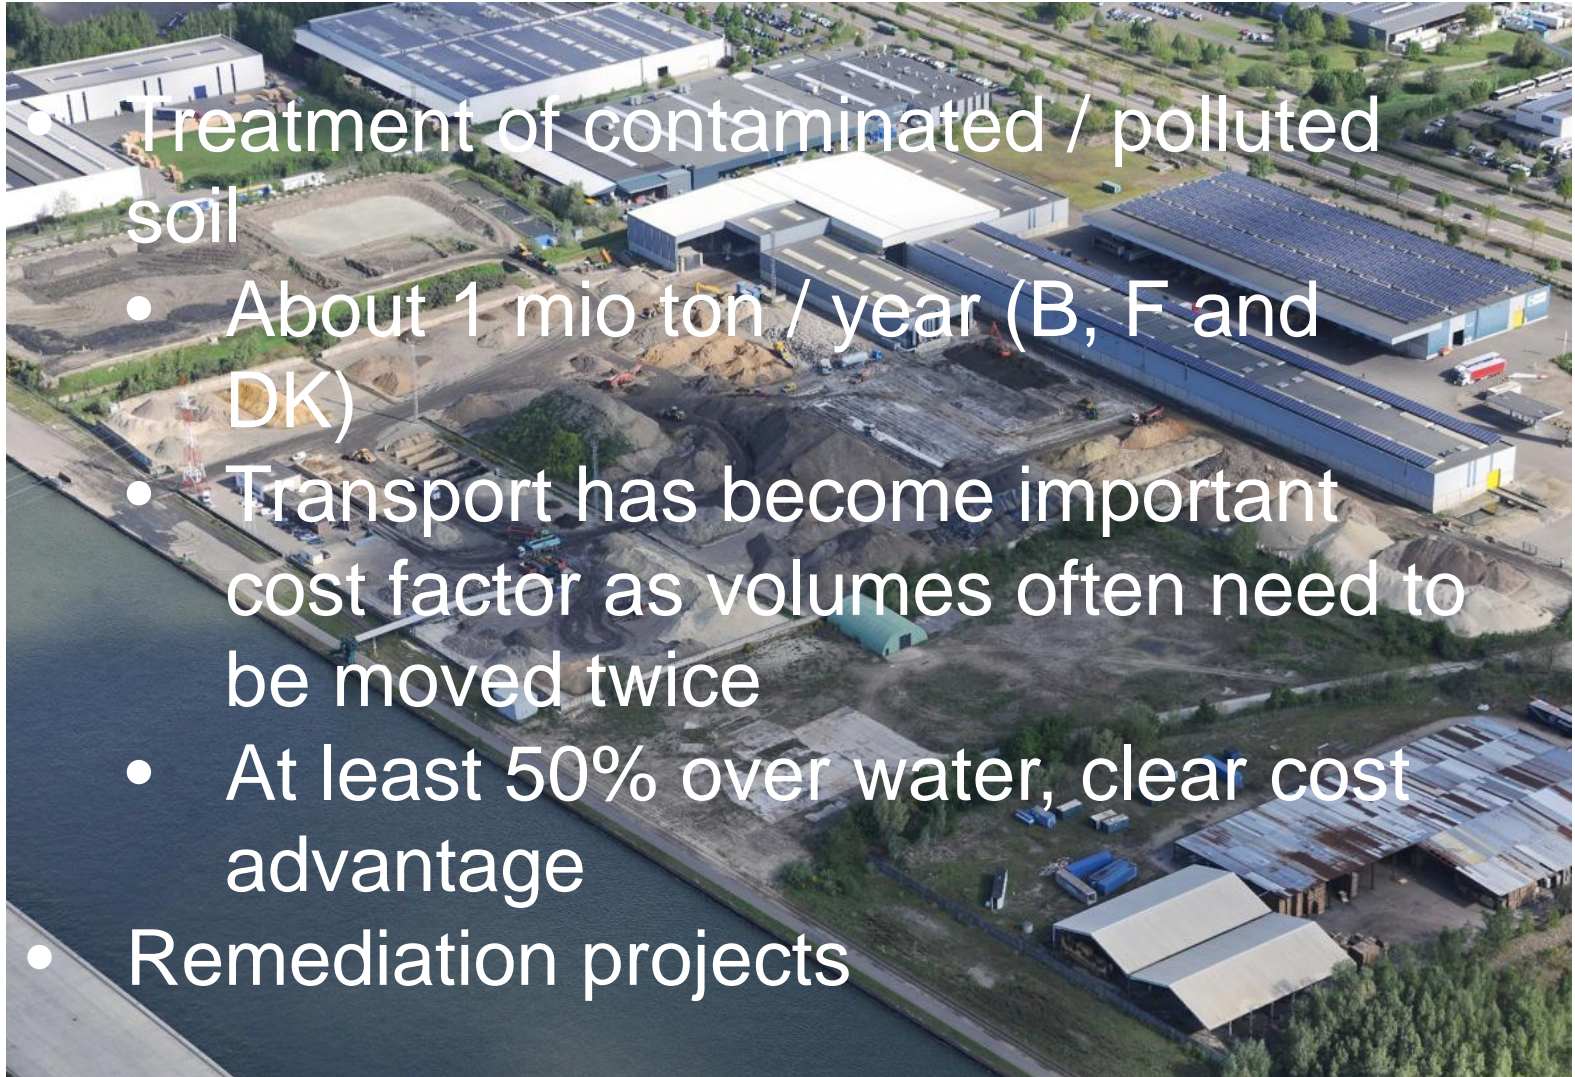 • Treatment of contaminated / polluted
soil
• About 1 mio ton / year (B, F and
DK)
• Transport has become important
cost factor as volumes often need to
be moved twice
• At least 50% over water, clear cost
advantage
• Remediation projects